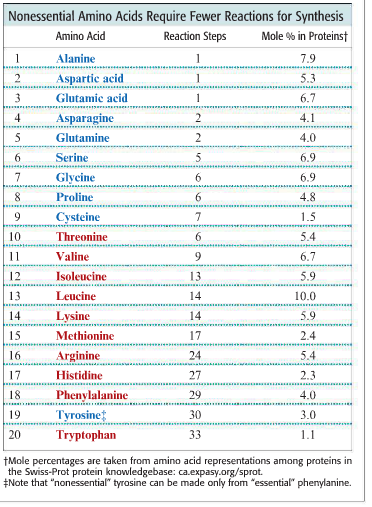 Nonessential Amino Acids Require Fewer Reactions for Synthesis
Amino Acid Reaction Steps Mole % in Proteins†
1 Alanine 1 7.9
2 Aspartic acid 1 5.3
3 Glutamic acid 1 6.7
4 Asparagine 2 4.1
5 Glutamine 2 4.0
6 Serine 5 6.9
7 Glycine 6 6.9
8 Proline 6 4.8
9 Cysteine 7 1.5
10 Threonine 6 5.4
11 Valine 9 6.7
12 Isoleucine 13 5.9
13 Leucine 14 10.0
14 Lysine 14 5.9
15 Methionine 17 2.4
16 Arginine 24 5.4
17 Histidine 27 2.3
18 Phenylalanine 29 4.0
19 Tyrosine‡ 30 3.0
20 Tryptophan 33 1.1
†Mole percentages are taken from amino acid representations among proteins in
the Swiss-Prot protein knowledgebase: ca.expasy.org/sprot.
‡Note that “nonessential” tyrosine can be made only from “essential” phenylanine.